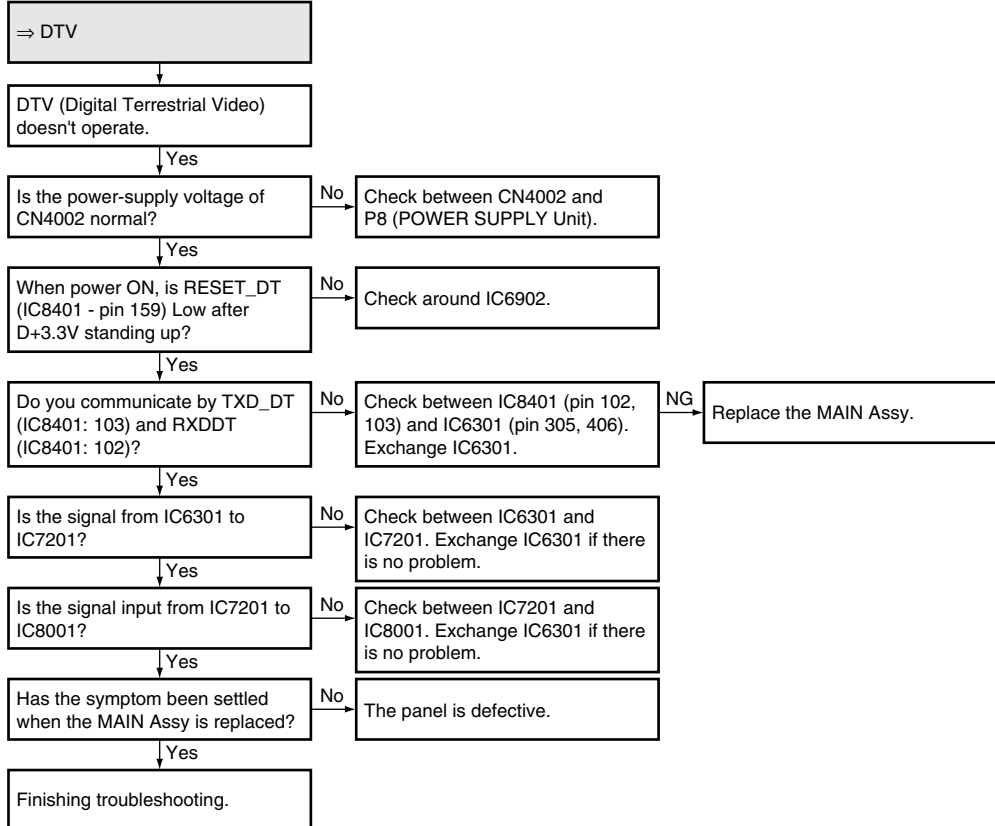 ⇒ DTV
DTV (Digital Terrestrial Video)
doesn't operate.
Yes
Is the power-supply voltage of
CN4002 normal?
No
Check between CN4002 and
P8 (POWER SUPPLY Unit).
Yes
When power ON, is RESET_DT
(IC8401 - pin 159) Low after
D+3.3V standing up?
No
Check around IC6902.
Yes
Do you communicate by TXD_DT
(IC8401: 103) and RXDDT
(IC8401: 102)?
No
Check between IC8401 (pin 102,
103) and IC6301 (pin 305, 406).
Exchange IC6301.
NG
Replace the MAIN Assy.
Yes
Is the signal from IC6301 to
IC7201?
No
Check between IC6301 and
IC7201. Exchange IC6301 if there
is no problem.
Yes
Is the signal input from IC7201 to
IC8001?
No
Check between IC7201 and
IC8001. Exchange IC6301 if there
is no problem.
Yes
Has the symptom been settled
when the MAIN Assy is replaced?
No
The panel is defective.
Yes
Finishing troubleshooting.